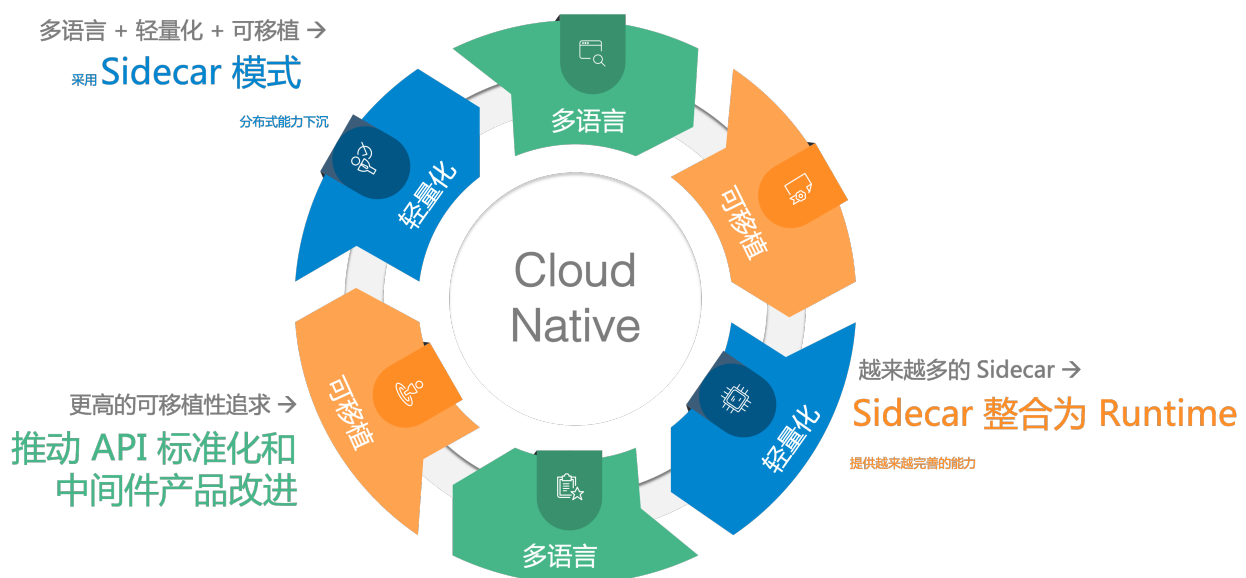 多语言 + 轻量化 + 可移植 →
采用 Sidecar 模式
分布式能力下沉
多语言
可移植
轻量化
Cloud
Native
越来越多的 Sidecar →
Sidecar 整合为 Runtime
提供越来越完善的能力
轻量化
多语言
可移植
更高的可移植性追求 →
推动 API 标准化和
中间件产品改进